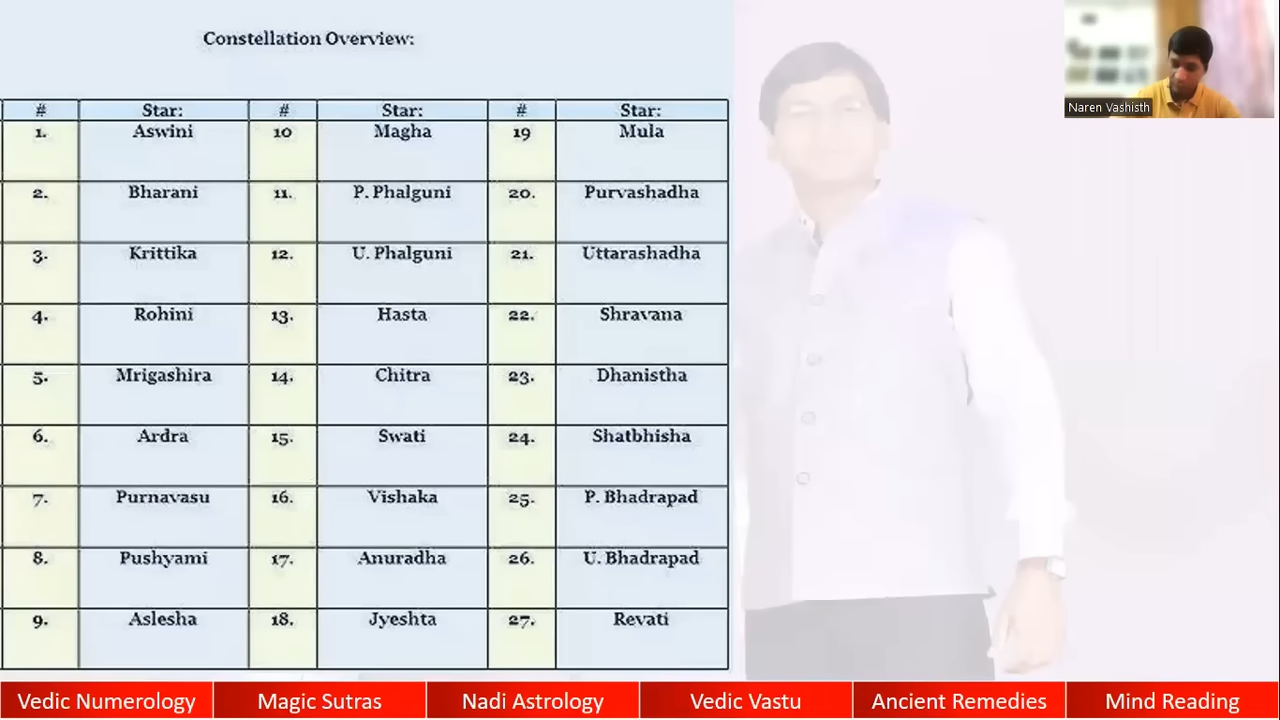 Constellation Overview:
Naren Vashisth
# Star: # Star: # Star:
1. Aswini 10 Magha 19 Mula
2. Bharani 11. P. Phalguni 20. Purvashadha
3. Krittika 12. U. Phalguni 21. Uttarashadha
4. Rohini 13. Hasta 22. Shravana
5. Mrigashira 14. Chitra 23. Dhanistha
6. Ardra 15. Swati 24. Shatbhisha
7. Purnavasu 16. Vishaka 25. P. Bhadrapad
8. Pushyami 17. Anuradha 26. U. Bhadrapad
9. Aslesha 18. Jyeshta 27. Revati
Vedic Numerology Magic Sutras Nadi Astrology Vedic Vastu Ancient Remedies Mind Reading